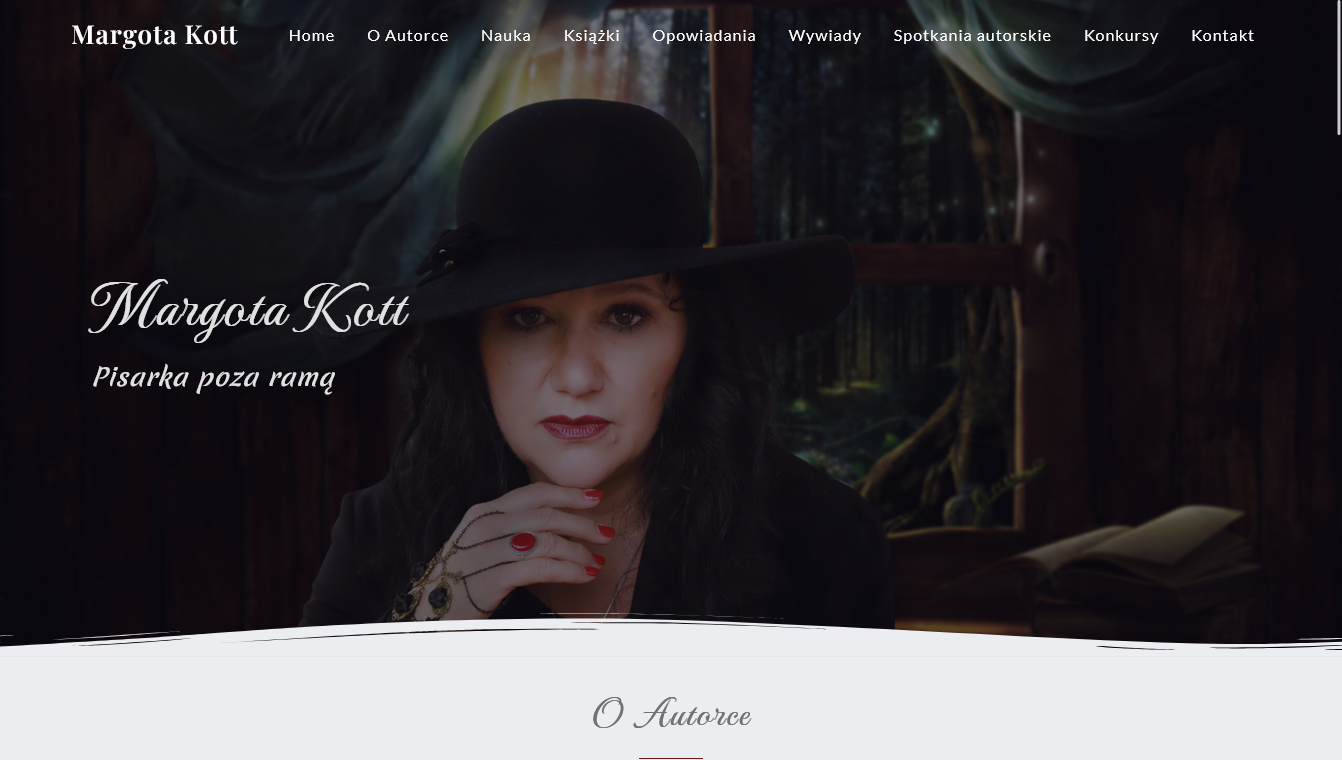 Margota Kott Home O Autorce Nauka Książki Opowiadania Wywiady Spotkania autorskie Konkursy Kontakt
Margota Kott
Pisarka poza ramą
O Autorce